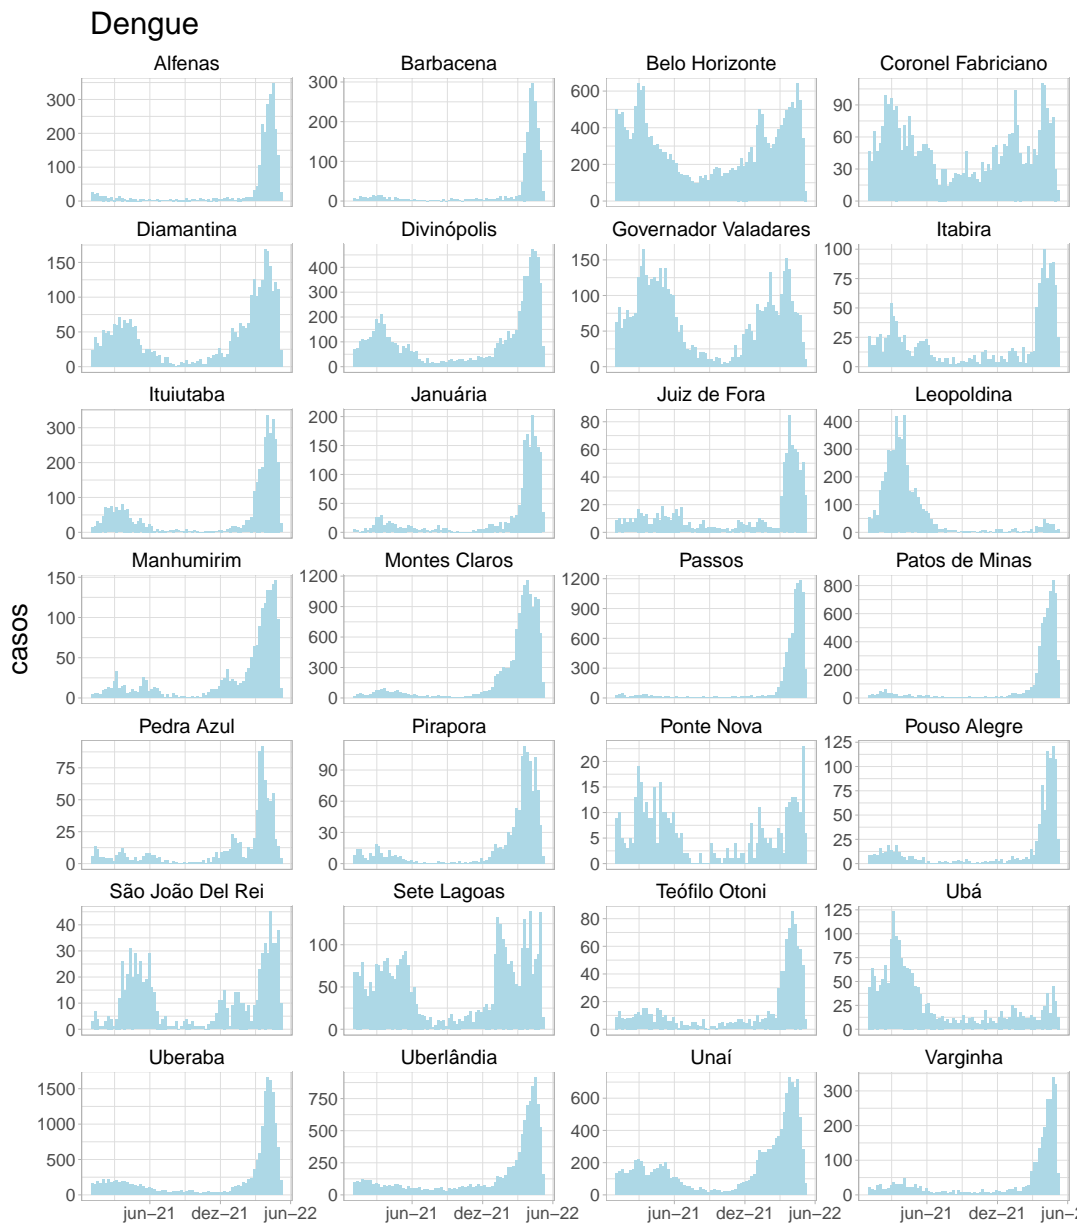 Dengue
Alfenas Barbacena Belo Horizonte Coronel Fabriciano
300 200 100 0
300 200 100 0
600 400 200 0
90 60 30 0
Diamantina Divinópolis Governador Valadares Itabira
150 100 50 0
400 300 200 100 0
150 100 50 0
100 75 50 25 0
Ituiutaba Januária Juiz de Fora Leopoldina
300 200 100 0
200 150 100 50 0
80 60 40 20 0
400 300 200 100 0
Manhumirim Montes Claros Passos Patos de Minas
150 100 50 0
1200 900 600 300 0
1200 900 600 300 0
800 600 400 200 0
casos
Pedra Azul Pirapora Ponte Nova Pouso Alegre
75 50 25 0
90 60 30 0
20 15 10 5 0
125 100 75 50 25 0
São João Del Rei Sete Lagoas Teófilo Otoni Ubá
40 30 20 10 0
100 50 0
80 60 40 20 0
125 100 75 50 25 0
Uberaba Uberlândia Unaí Varginha
1500 1000 500 0
750 500 250 0
600 400 200 0
300 200 100 0
jun–21 dez–21 jun–22 jun–21 dez–21 jun–22 jun–21 dez–21 jun–22 jun–21 dez–21 jun–2